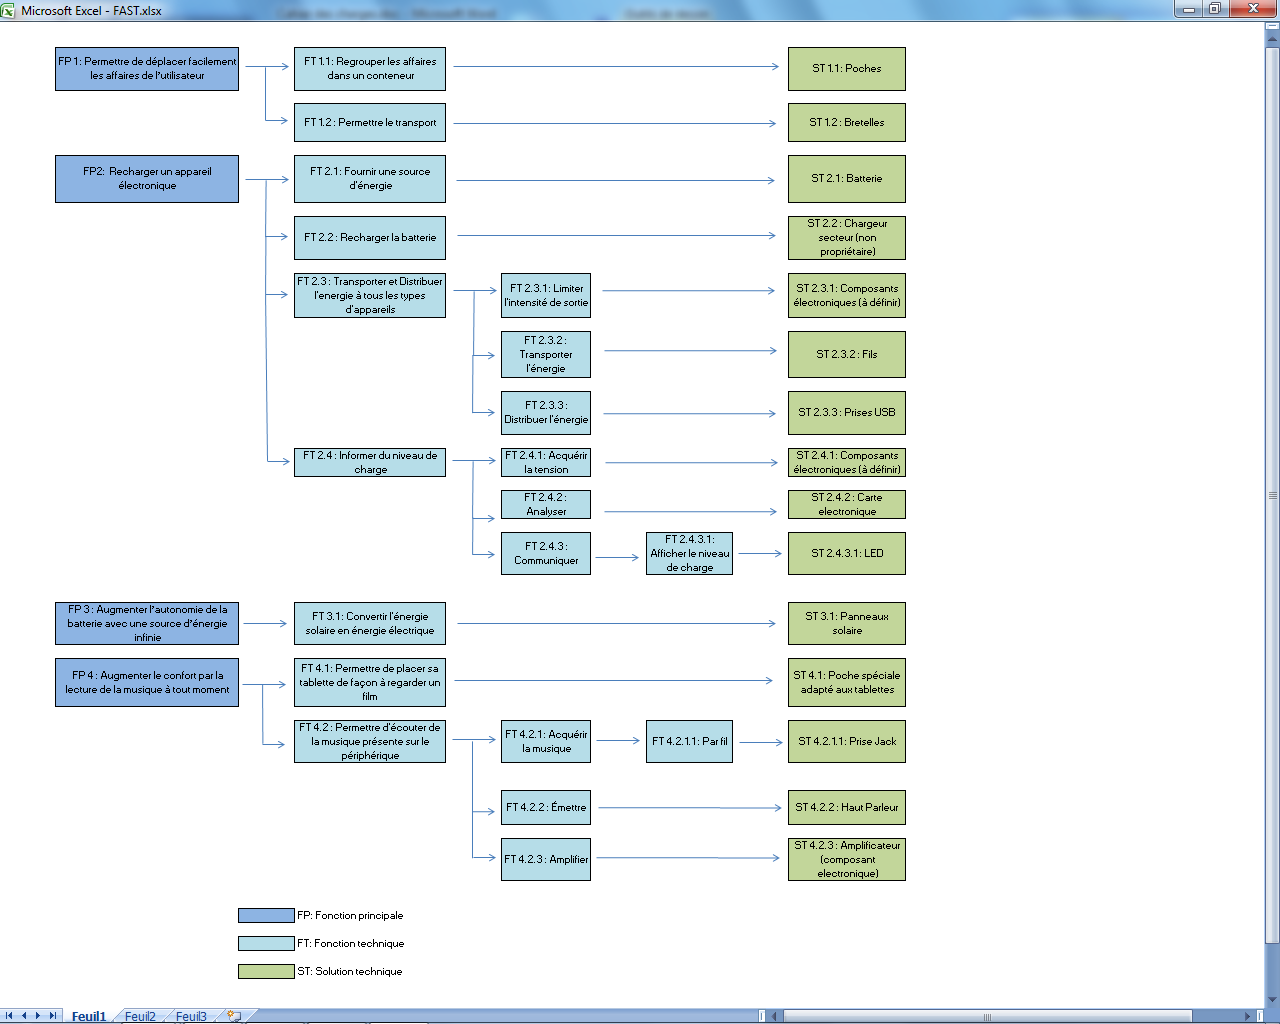 Microsoft Excel - FAST.xlsx
FP 1: Permettre de déplacer facilement
les affaires de l'utilisateur
FT 1.1: Regrouper les affaires
dans un conteneur
ST 1.1: Poches
FT 1.2 : Permettre le transport
ST 1.2 : Bretelles
FP2: Recharger un appareil
électronique
FT 2.1: Fournir une source
d'énergie
ST 2.1: Batterie
FT 2.2 : Recharger la batterie
ST 2.2 : Chargeur
secteur (non
propriétaire)
FT 2.3 : Transporter et Distribuer
l'energie à tous les types
d'appareils
FT 2.3.1: Limiter
l'intensité de sortie
ST 2.3.1: Composants
électroniques (à définir)
FT 2.3.2 :
Transporter
l'énergie
ST 2.3.2 : Fils
FT 2.3.3 :
Distribuer l'énergie
ST 2.3.3 : Prises USB
FT 2.4 : Informer du niveau de
charge
FT 2.4.1: Acquérir
la tension
ST 2.4.1: Composants
électroniques (à définir)
FT 2.4.2 :
Analyser
ST 2.4.2 : Carte
electronique
FT 2.4.3 :
Communiquer
FT 2.4.3.1:
Afficher le niveau
de charge
ST 2.4.3.1: LED
FP 3 : Augmenter l'autonomie de la
batterie avec une source d'énergie
infinie
FT 3.1: Convertir l'énergie
solaire en énergie électrique
ST 3.1: Panneaux
solaire
FP 4 : Augmenter le confort par la
lecture de la musique à tout moment
FT 4.1: Permettre de placer sa
tablette de façon à regarder un
film
ST 4.1: Poche spéciale
adapté aux tablettes
FT 4.2 : Permettre d'écouter de
la musique présente sur le
périphérique
FT 4.2.1: Acquérir
la musique
FT 4.2.1.1: Par fil
ST 4.2.1.1: Prise Jack
FT 4.2.2 : Émettre
ST 4.2.2 : Haut Parleur
FT 4.2.3 : Amplifier
ST 4.2.3 : Amplificateur
(composant
electronique)
FP: Fonction principale
FT: Fonction technique
ST: Solution technique
Feuil1
Feuil2
Feuil3